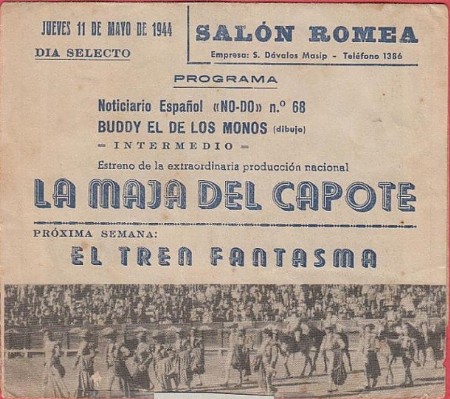 JUEVES 11 DE MAYO DE 1944
DIA SELECTO
SALÓN ROMEA
Empresa: S. Dávalos Masip - Teléfono 1386
PROGRAMA
Noticiario Español «NO-DO» n.º 68
BUDDY EL DE LOS MONOS (dibujo)
= INTERMEDIO =
Estreno de la extraordinaria producción nacional
LA MAJA DEL CAPOTE
PRÓXIMA SEMANA:
EL TREN FANTASMA